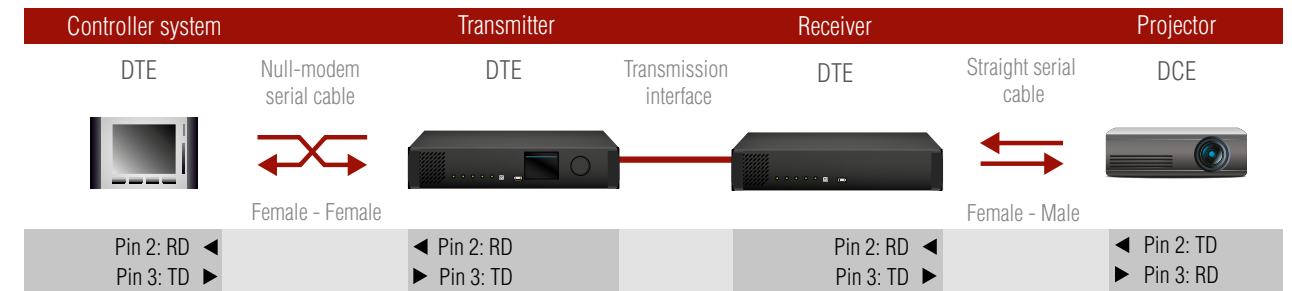 Controller system Transmitter Receiver Projector
DTE Null-modem serial cable DTE Transmission interface DTE Straight serial cable DCE
Female - Female Female - Male
Pin 2: RD ◀ ◀ Pin 2: RD Pin 2: RD ◀ ◀ Pin 2: TD
Pin 3: TD ▶ ▶ Pin 3: TD Pin 3: TD ▶ ▶ Pin 3: RD